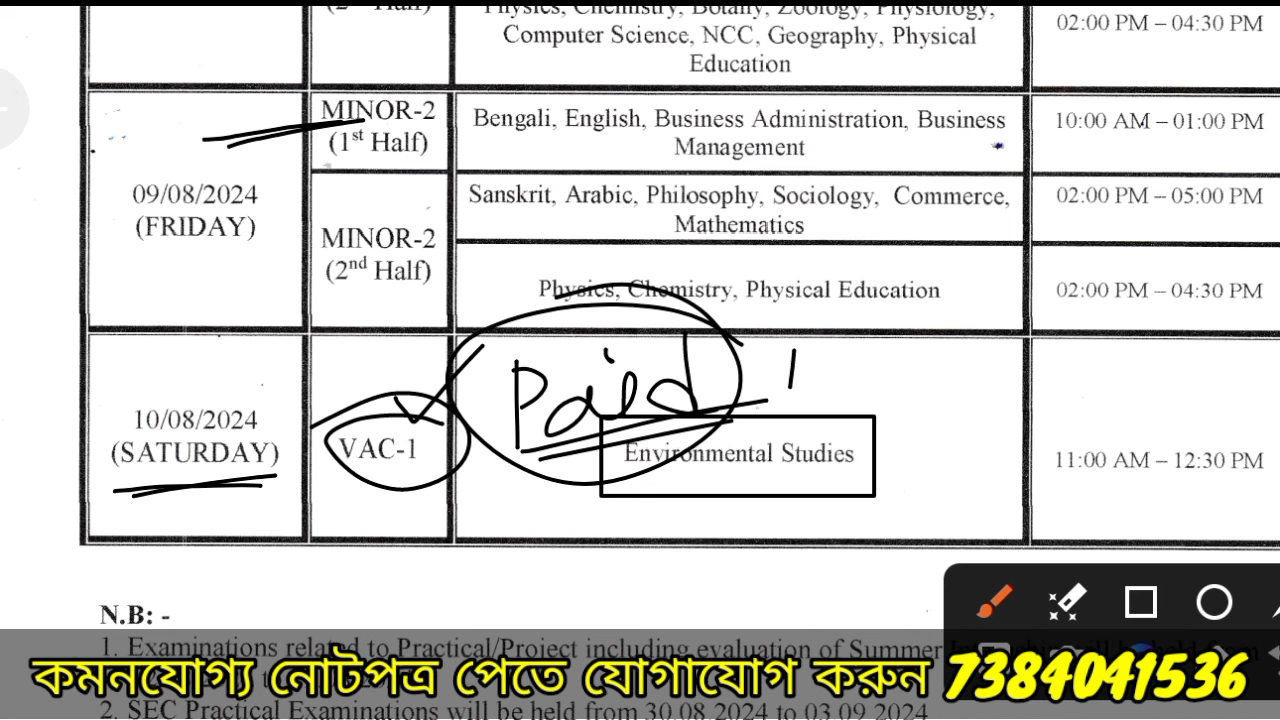 (2nd Half)
Physics, Chemistry, Botany, Zoology, Physiology,
Computer Science, NCC, Geography, Physical
Education
02:00 PM – 04:30 PM
09/08/2024
(FRIDAY)
MINOR-2
(1st Half)
Bengali, English, Business Administration, Business
Management
10:00 AM – 01:00 PM
MINOR-2
(2nd Half)
Sanskrit, Arabic, Philosophy, Sociology, Commerce,
Mathematics
02:00 PM – 05:00 PM
Physics, Chemistry, Physical Education
02:00 PM – 04:30 PM
10/08/2024
(SATURDAY)
VAC-1
Paied
Environmental Studies
11:00 AM – 12:30 PM
N.B: -
1. Examinations related to Practical/Project including evaluation of Summer
কমনযোগ্য নোটপত্র পেতে যোগাযোগ করুন 7384041536
2. SEC Practical Examinations will be held from 30.08.2024 to 03.09.2024